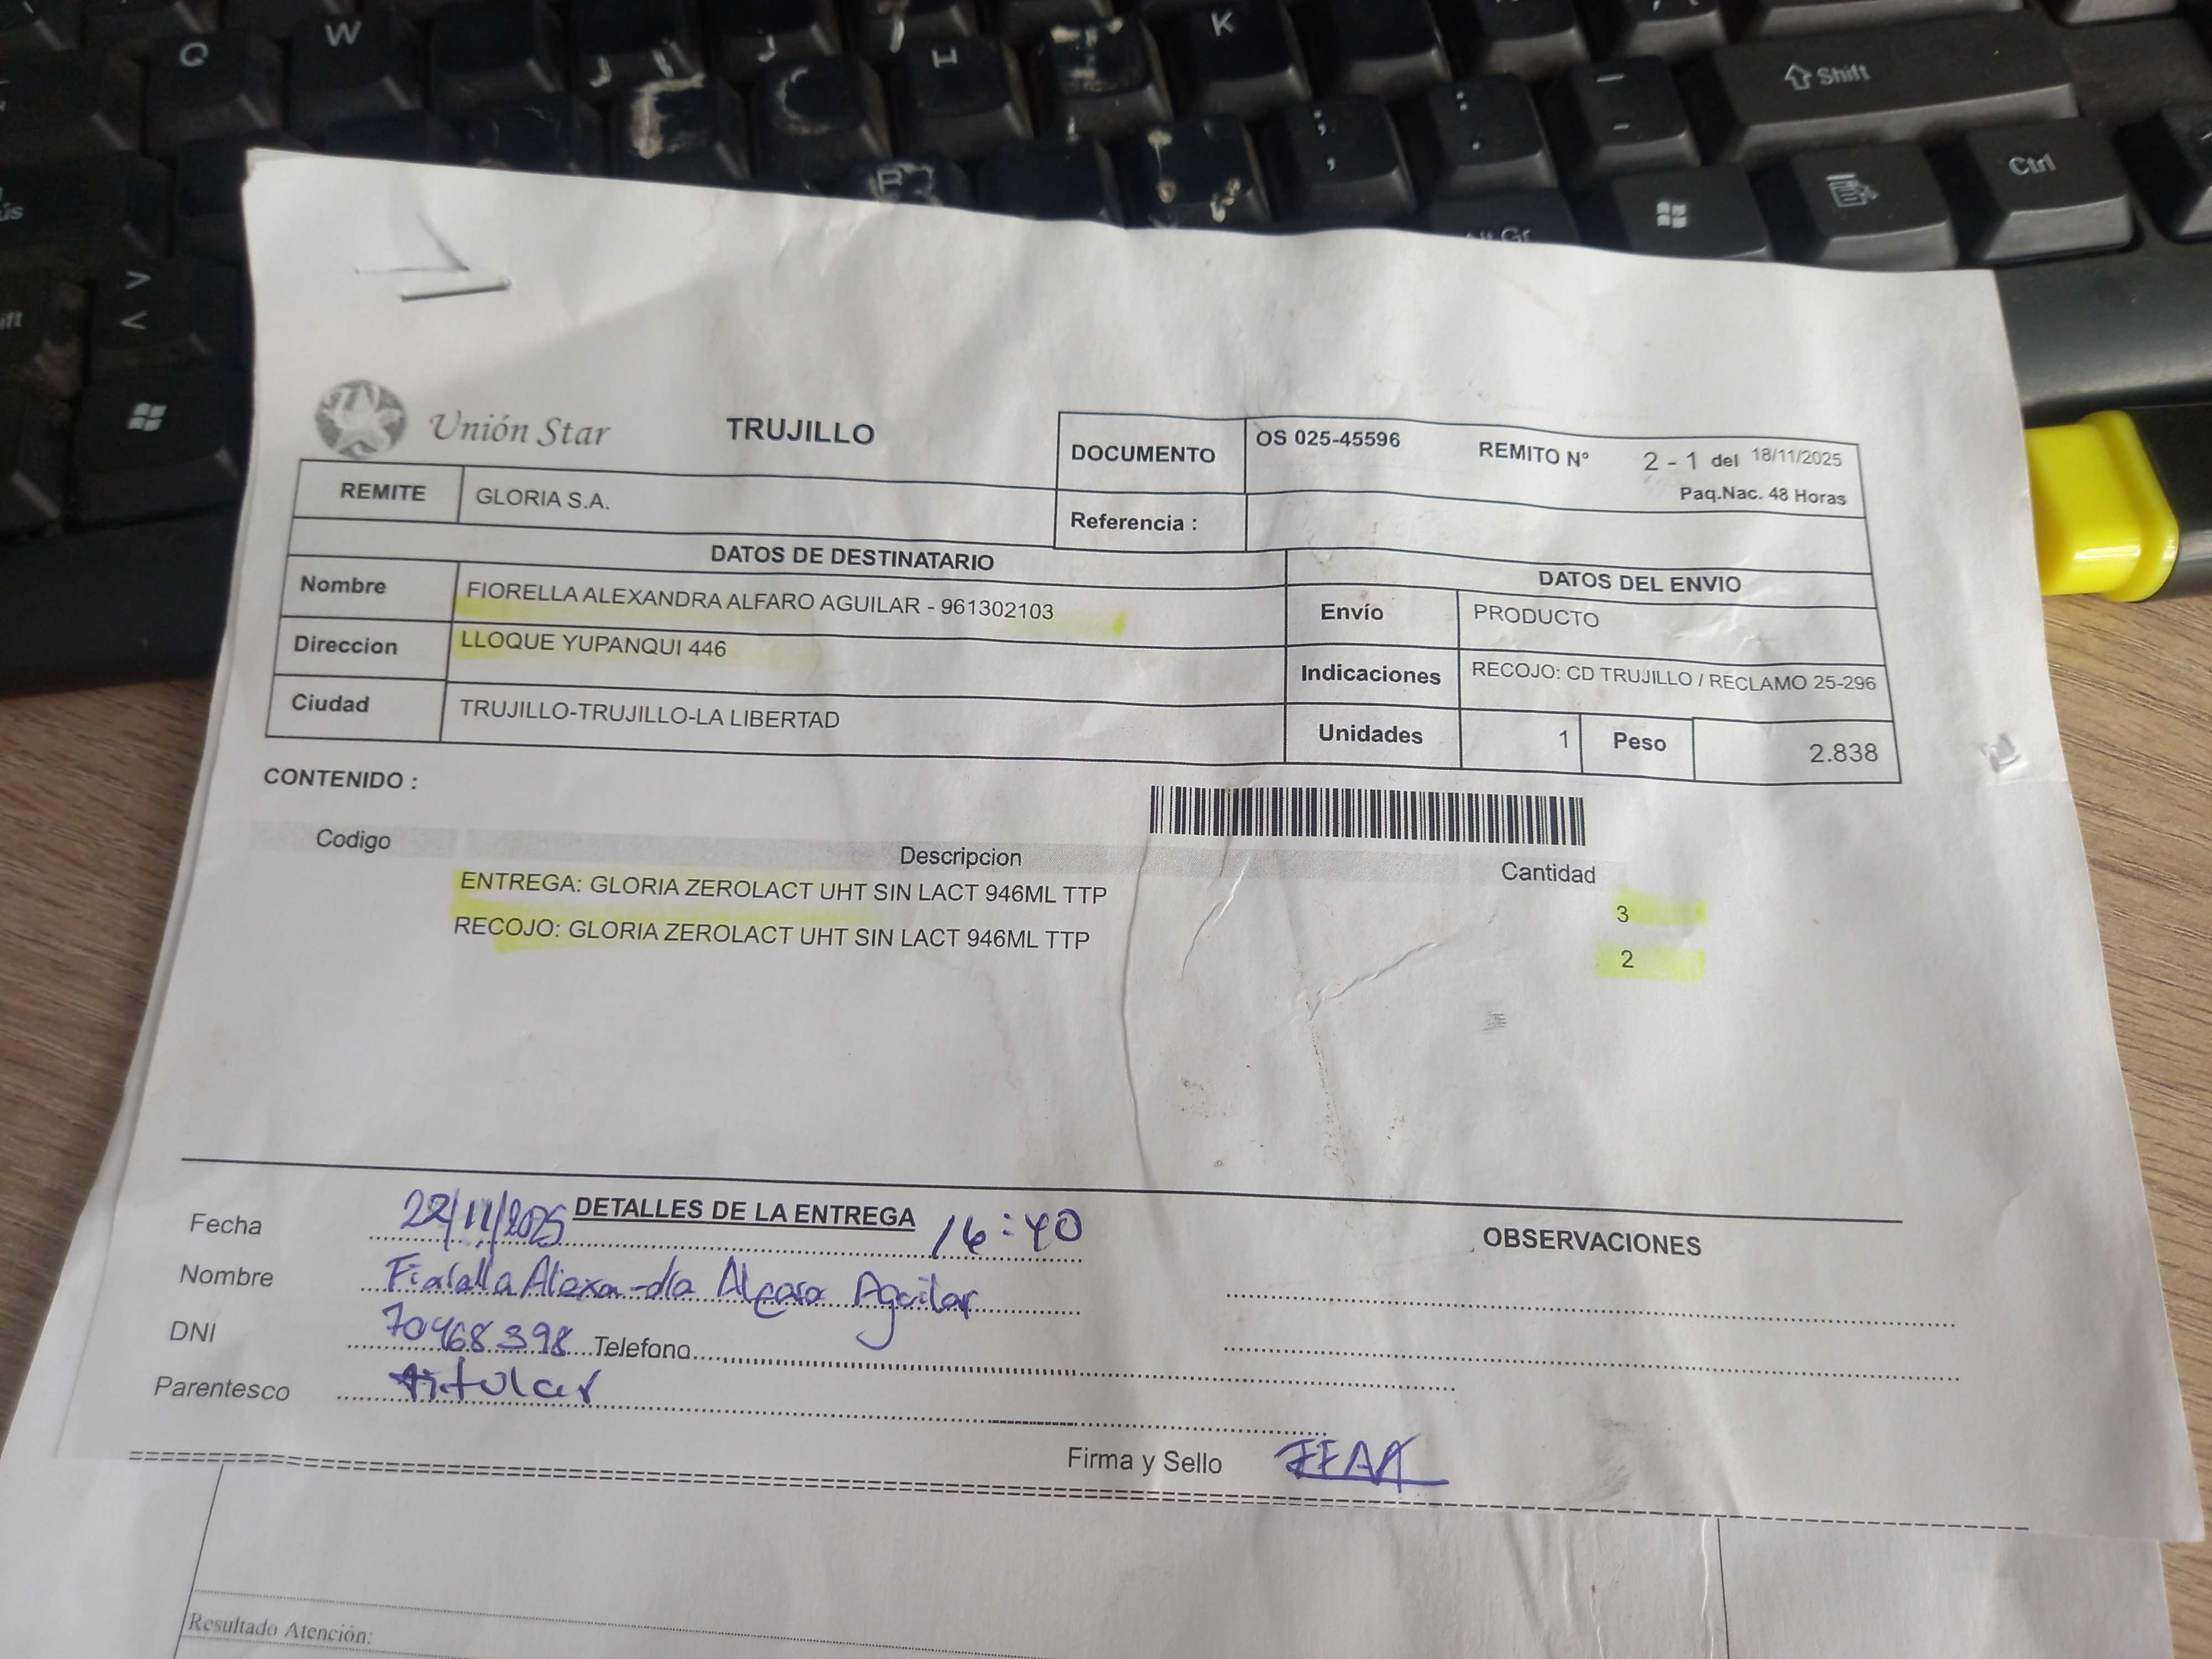 Unión Star
TRUJILLO
DOCUMENTO
OS 025-45596
REMITO N° 2 - 1 del 18/11/2025
Paq.Nac. 48 Horas
REMITE
GLORIA S.A.
Referencia :
DATOS DE DESTINATARIO
Nombre
FIORELLA ALEXANDRA ALFARO AGUILAR - 961302103
Direccion
LLOQUE YUPANQUI 446
Ciudad
TRUJILLO-TRUJILLO-LA LIBERTAD
DATOS DEL ENVIO
Envío
PRODUCTO
Indicaciones
RECOJO: CD TRUJILLO / RECLAMO 25-296
Unidades 1 Peso 2.838
CONTENIDO :
Codigo Descripcion Cantidad
ENTREGA: GLORIA ZEROLACT UHT SIN LACT 946ML TTP 3
RECOJO: GLORIA ZEROLACT UHT SIN LACT 946ML TTP 2
DETALLES DE LA ENTREGA
Fecha 22/11/2025 16:40
Nombre Aguilar
DNI 70468398 Telefono
Parentesco titular
Firma y Sello FFAA
OBSERVACIONES
Resultado Atención:
Q
W
K
H
Shift
Ctrl
Alt Gr
; ,
: .
_ -
> <